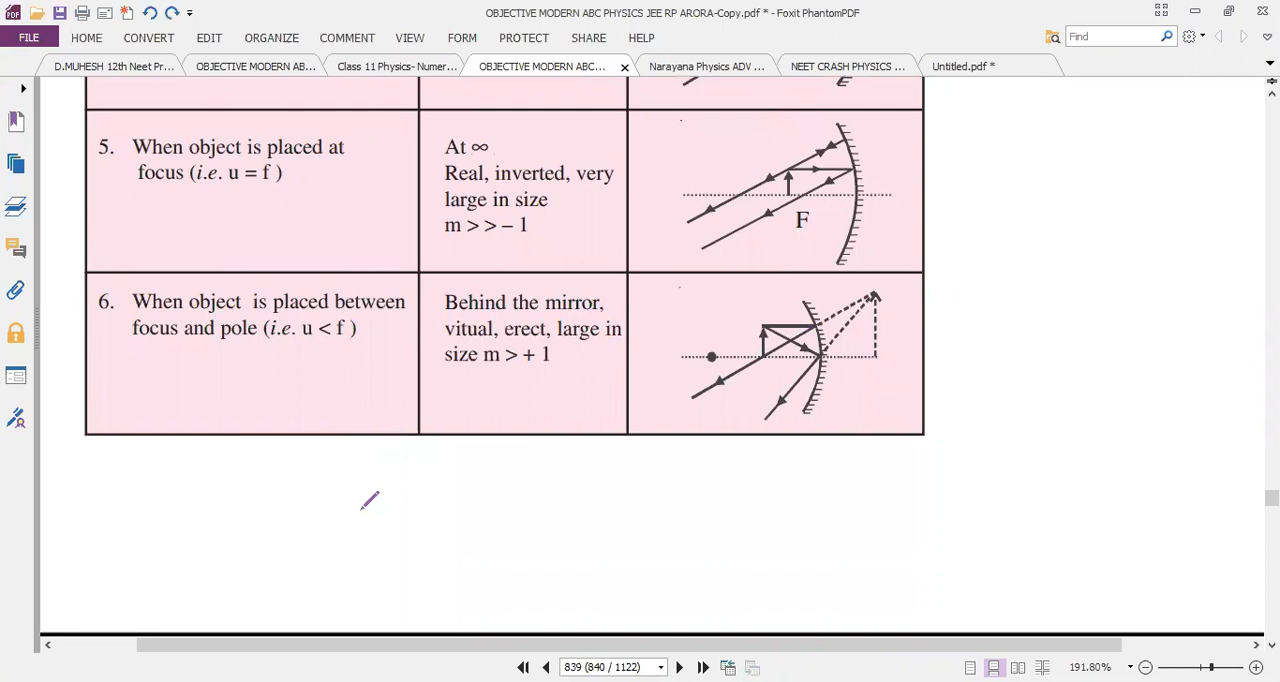 OBJECTIVE MODERN ABC PHYSICS JEE RP ARORA-Copy.pdf * - Foxit PhantomPDF
FILE HOME CONVERT EDIT ORGANIZE COMMENT VIEW FORM PROTECT SHARE HELP Find
D.MUHESH 12th Neet Pr... OBJECTIVE MODERN AB... Class 11 Physics- Numer... OBJECTIVE MODERN ABC... Narayana Physics ADV ... NEET CRASH PHYSICS ... Untitled.pdf *
5. When object is placed at
focus (i.e. u = f )
At ∞
Real, inverted, very
large in size
m > > – 1
F
6. When object is placed between
focus and pole (i.e. u < f )
Behind the mirror,
vitual, erect, large in
size m > + 1
839 (840 / 1122) 191.80%